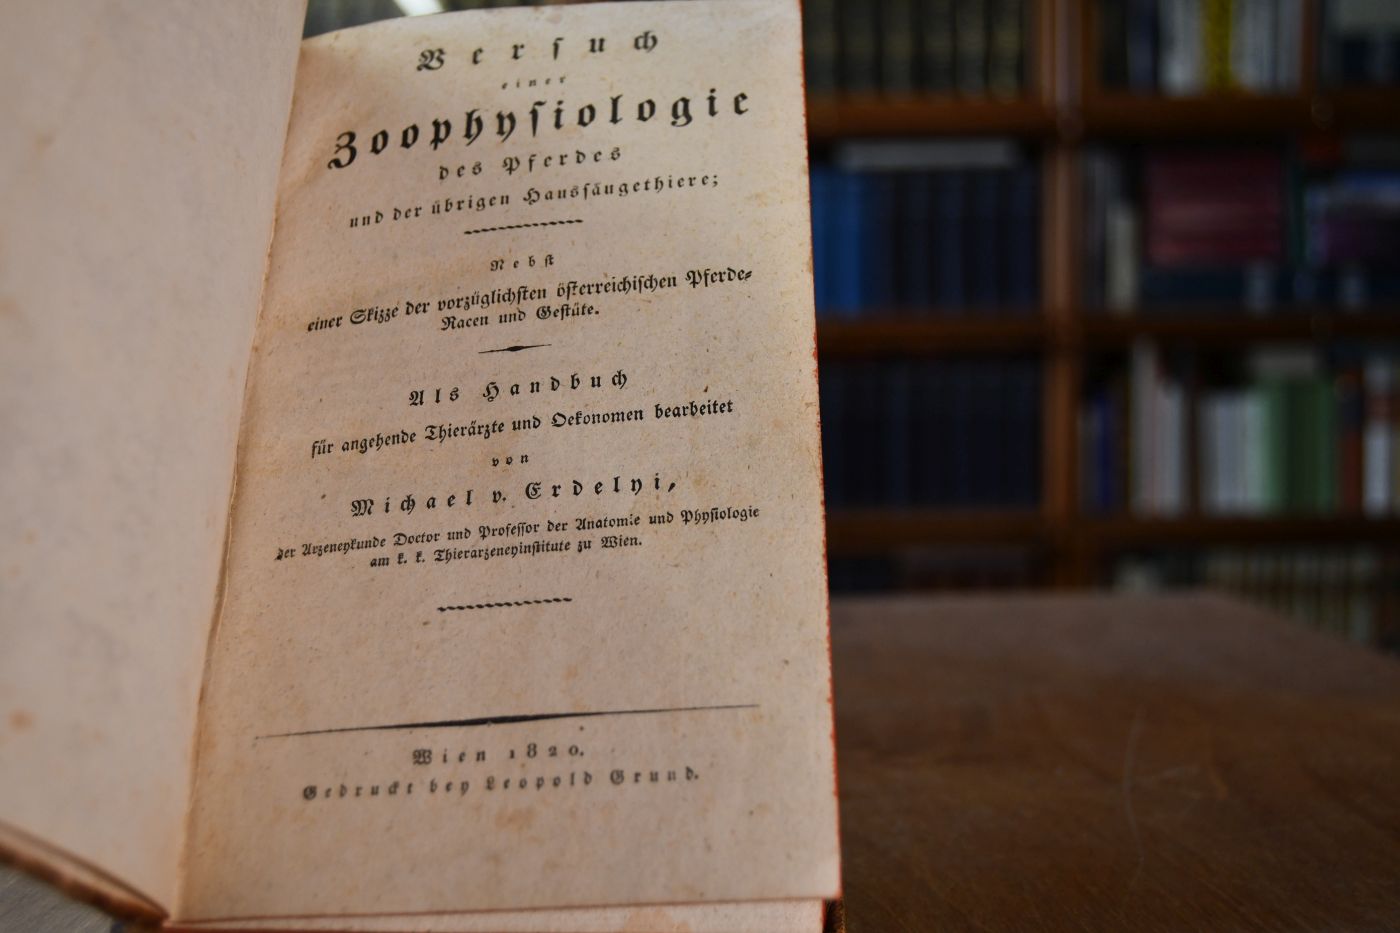 Verſuch
einer
Zoophyſiologie
des Pferdes
und der übrigen Hausſäugethiere;
Nebſt
einer Skizze der vorzüglichſten öſterreichiſchen Pferde-
Racen und Geſtüte.
Als Handbuch
für angehende Thierärzte und Oekonomen bearbeitet
von
Michael v. Erdelyi,
der Arzeneykunde Doctor und Profeſſor der Anatomie und Phyſiologie
am k. k. Thierarzeneyinſtitute zu Wien.
Wien 1820.
Gedruckt bey Leopold Grund.